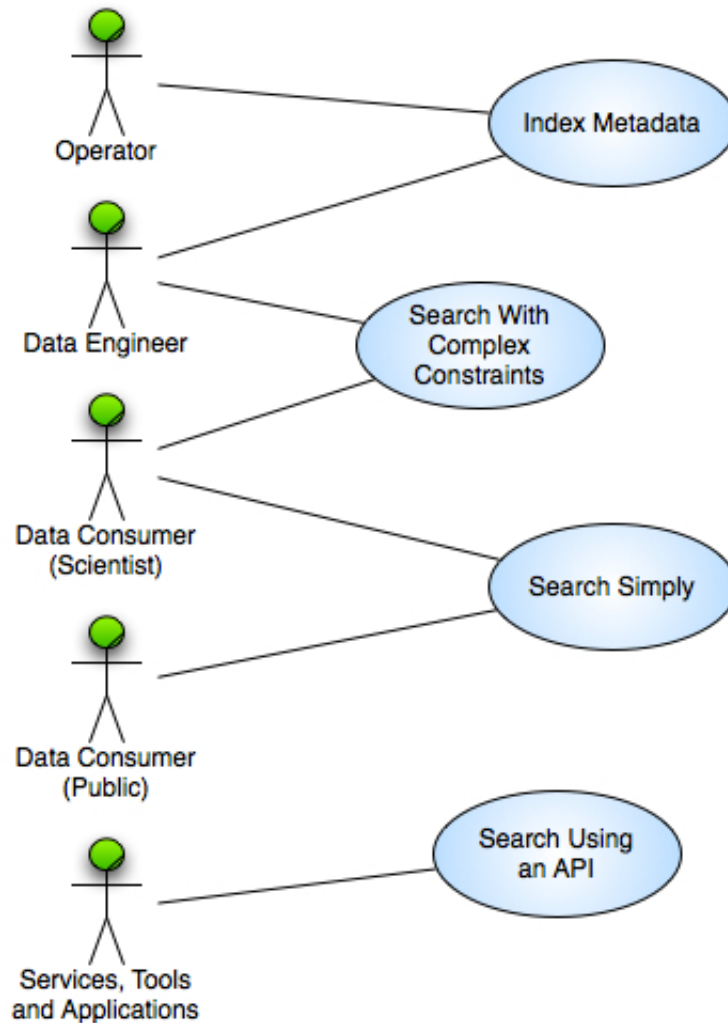 Operator
Index Metadata
Data Engineer
Search With
Complex
Constraints
Data Consumer
(Scientist)
Search Simply
Data Consumer
(Public)
Search Using
an API
Services, Tools
and Applications